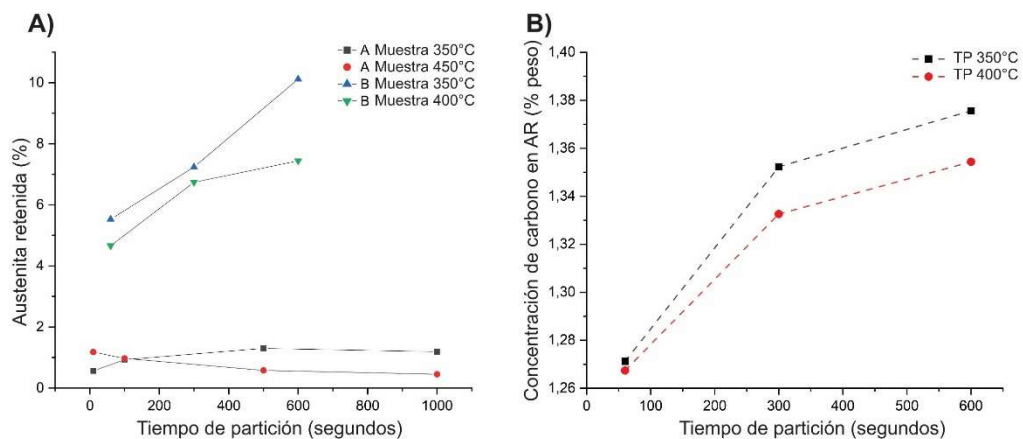 A)
A Muestra 350°C
A Muestra 450°C
B Muestra 350°C
B Muestra 400°C
Austenita retenida (%)
10
8
6
4
2
0
0 200 400 600 800 1000
Tiempo de partición (segundos)
B)
TP 350°C
TP 400°C
Concentración de carbono en AR (% peso)
1,40
1,38
1,36
1,34
1,32
1,30
1,28
1,26
0 100 200 300 400 500 600
Tiempo de partición (segundos)